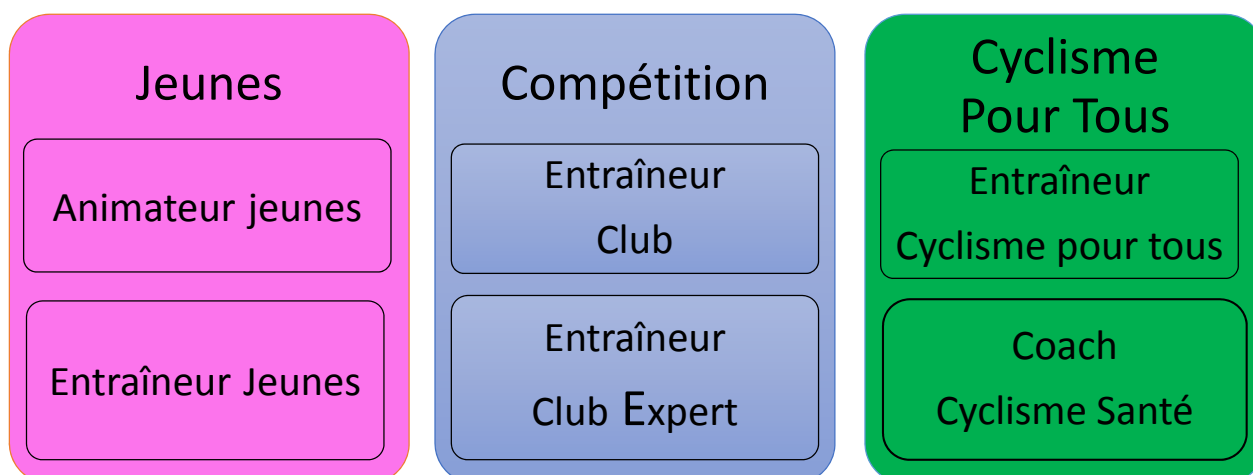 Jeunes
Animateur jeunes
Entraîneur Jeunes
Compétition
Entraîneur
Club
Entraîneur
Club Expert
Cyclisme
Pour Tous
Entraîneur
Cyclisme pour tous
Coach
Cyclisme Santé